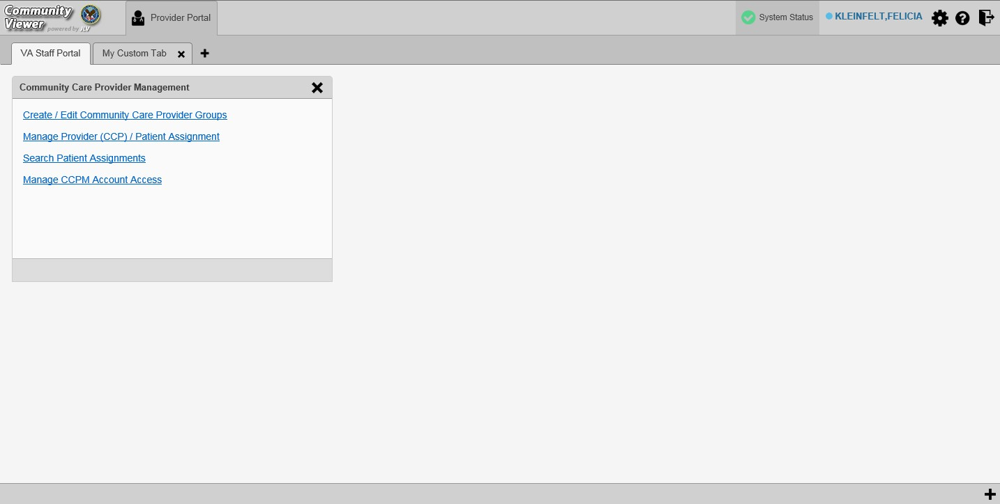 Community
Viewer
powered by JLV
Provider Portal
System Status
KLEINFELT,FELICIA
VA Staff Portal
My Custom Tab
Community Care Provider Management
Create / Edit Community Care Provider Groups
Manage Provider (CCP) / Patient Assignment
Search Patient Assignments
Manage CCPM Account Access